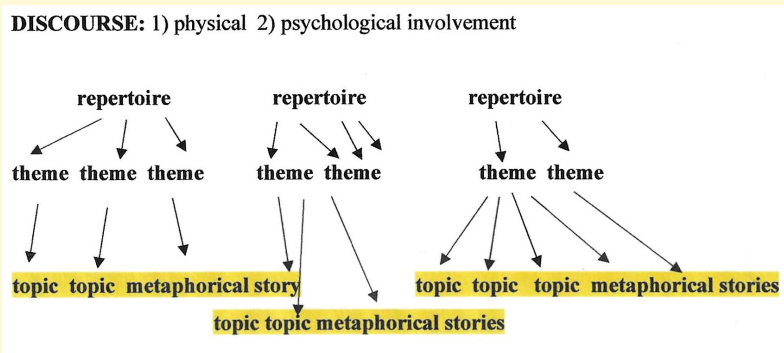 DISCOURSE: 1) physical 2) psychological involvement
repertoire repertoire repertoire
theme theme theme theme theme theme theme
topic topic metaphorical story topic topic topic metaphorical stories
topic topic metaphorical stories